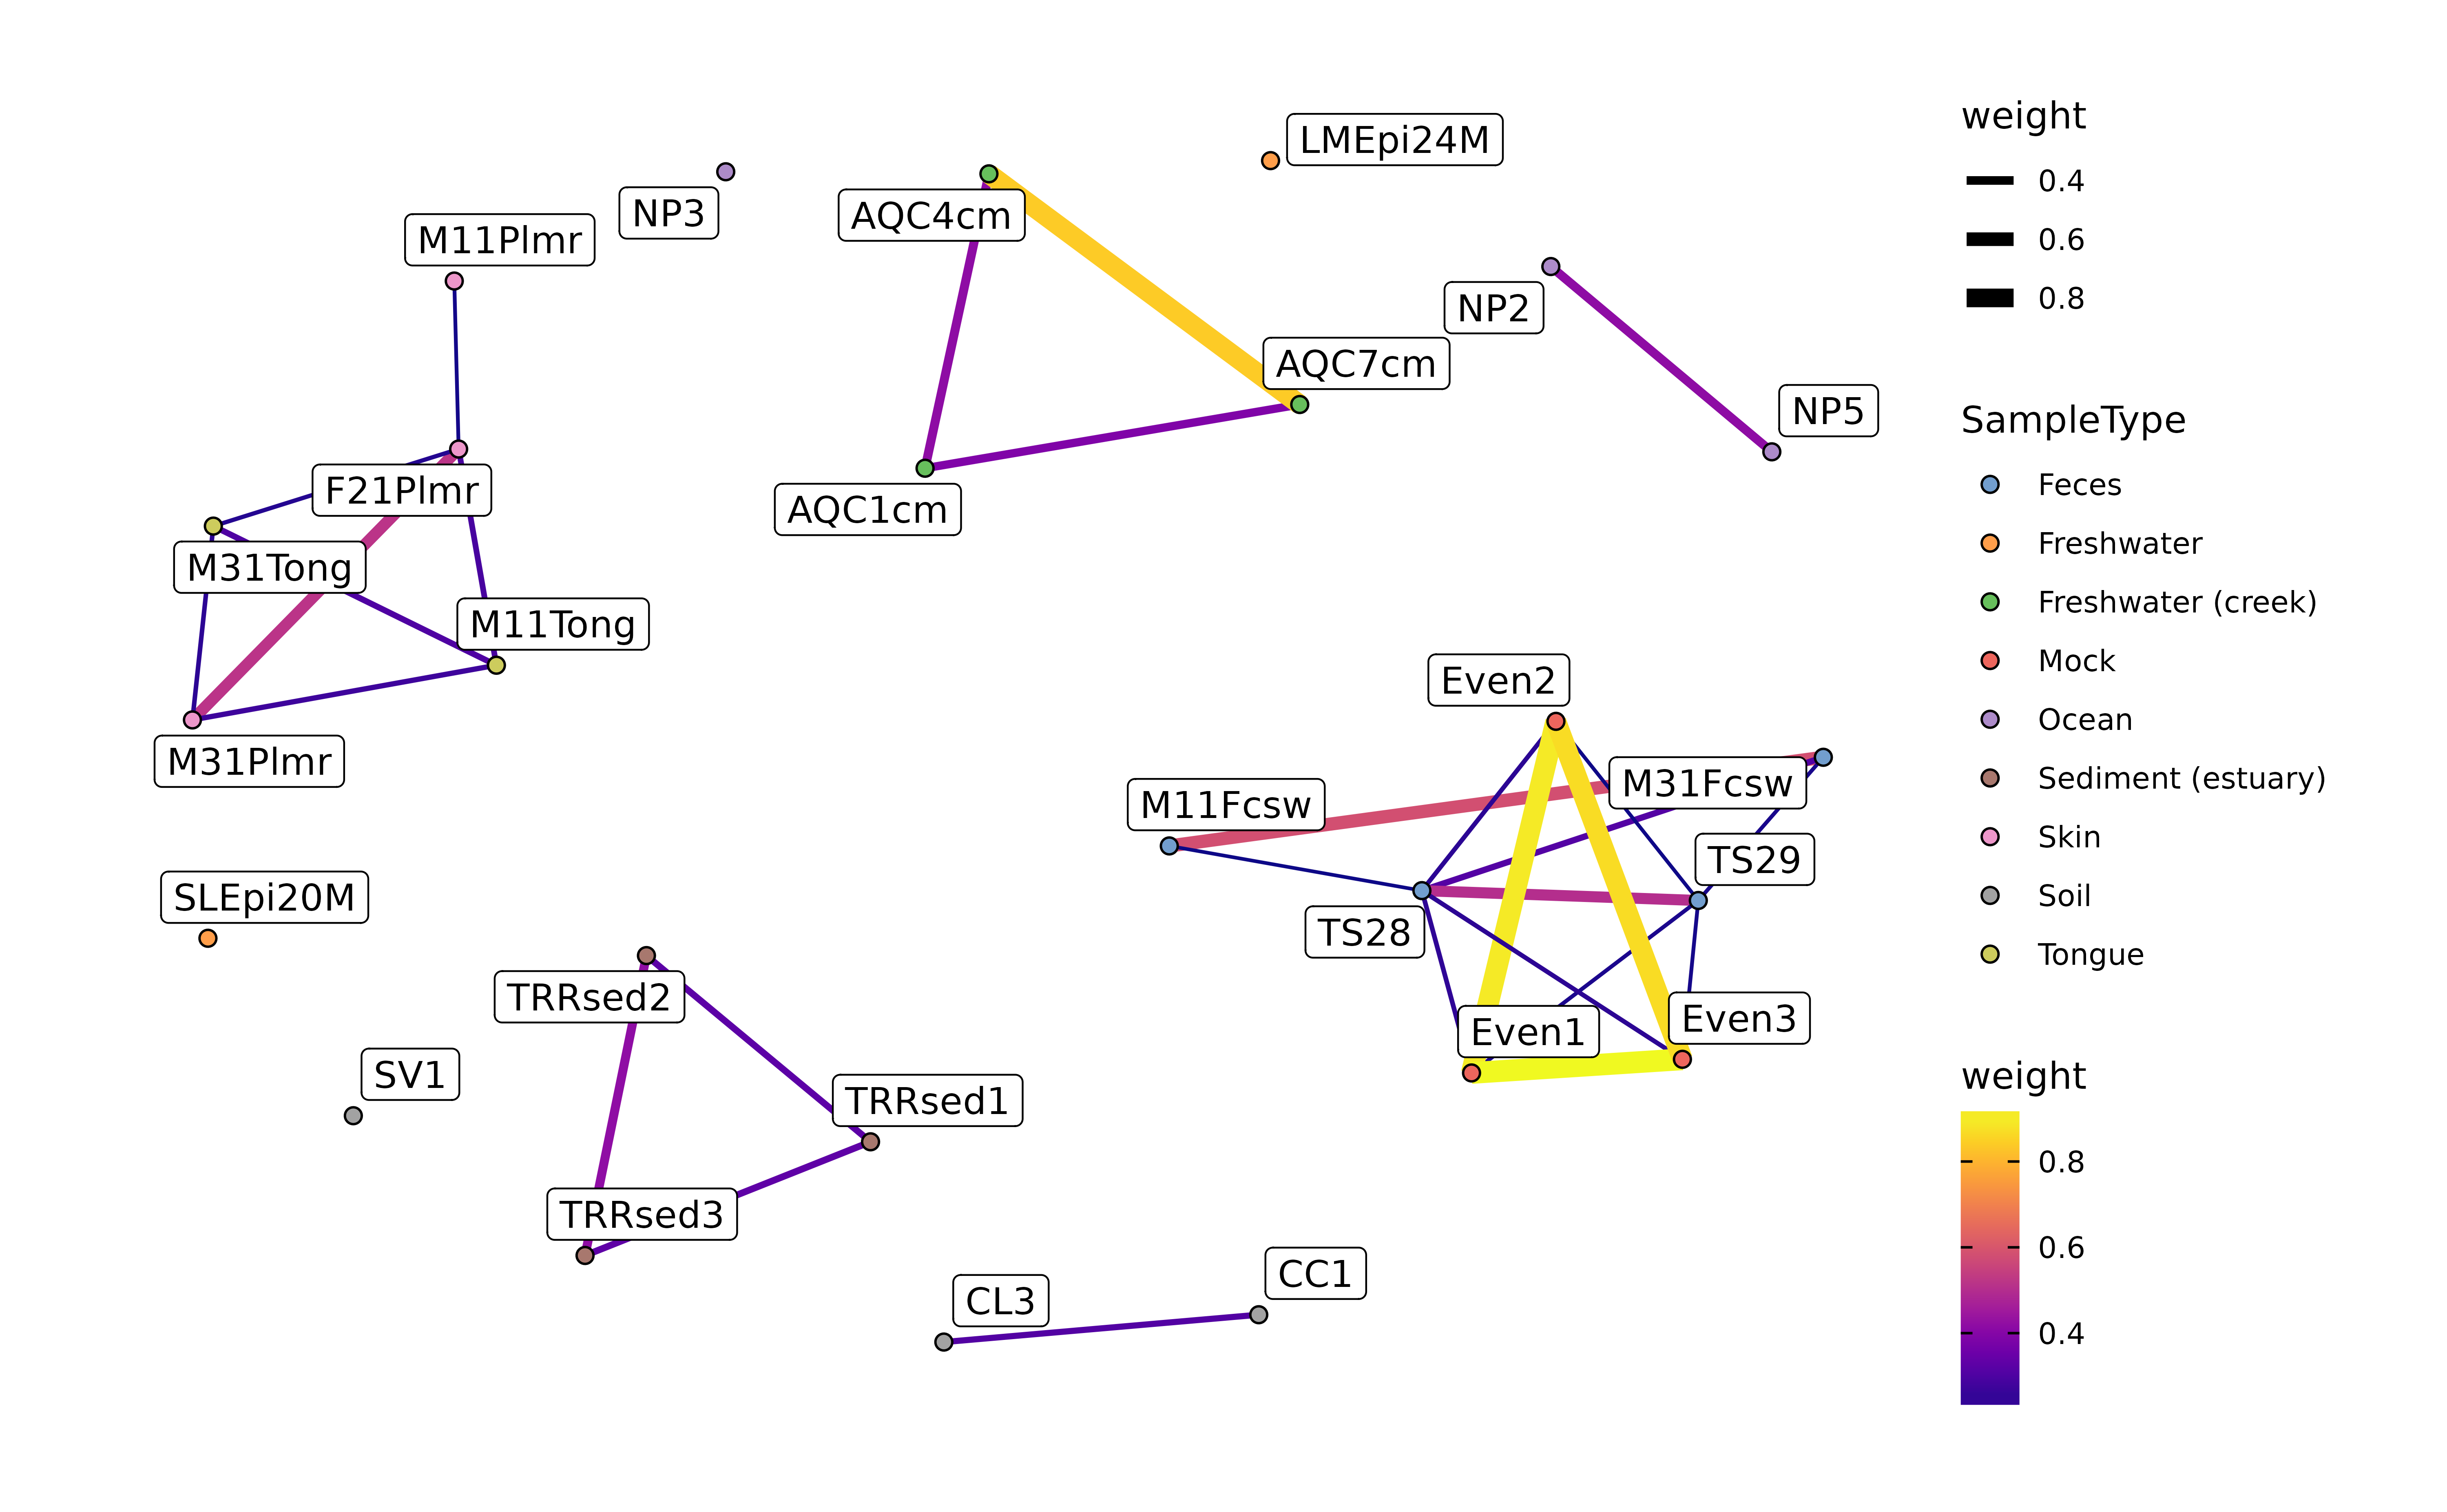 LMEpi24M
NP3
AQC4cm
M11Plmr
NP2
AQC7cm
NP5
F21Plmr
AQC1cm
M31Tong
M11Tong
Even2
M31Plmr
M31Fcsw
M11Fcsw
TS29
SLEpi20M
TS28
TRRsed2
Even3
Even1
SV1
TRRsed1
TRRsed3
CC1
CL3
weight
0.4
0.6
0.8
SampleType
Feces
Freshwater
Freshwater (creek)
Mock
Ocean
Sediment (estuary)
Skin
Soil
Tongue
weight
0.8
0.6
0.4